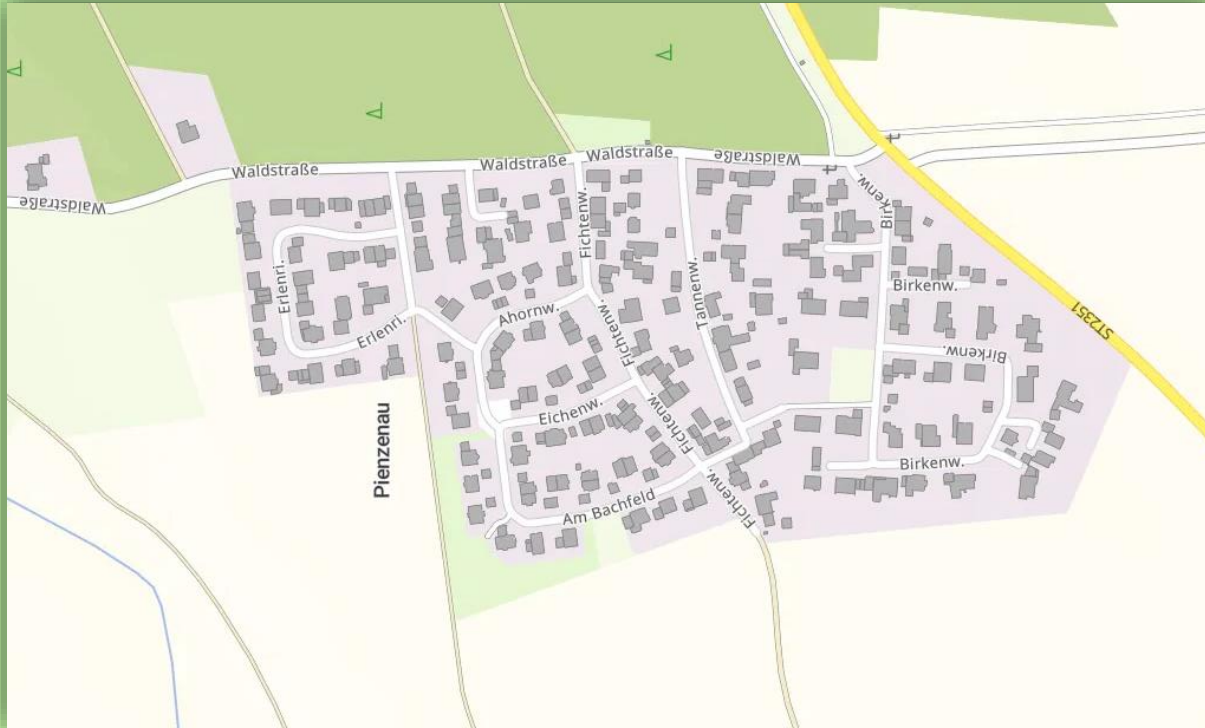 Waldstraße
Waldstraße
Waldstraße
Waldstraße
Waldstraße
Birkenw.
Birkenw.
Fichtenw.
Erlenri.
Tannenw.
Birkenw.
Ahornw.
ST2351
Erlenri.
Fichtenw.
Birkenw.
Eichenw.
Fichtenw.
Pienzenau
Birkenw.
Am Bachfeld
Fichtenw.